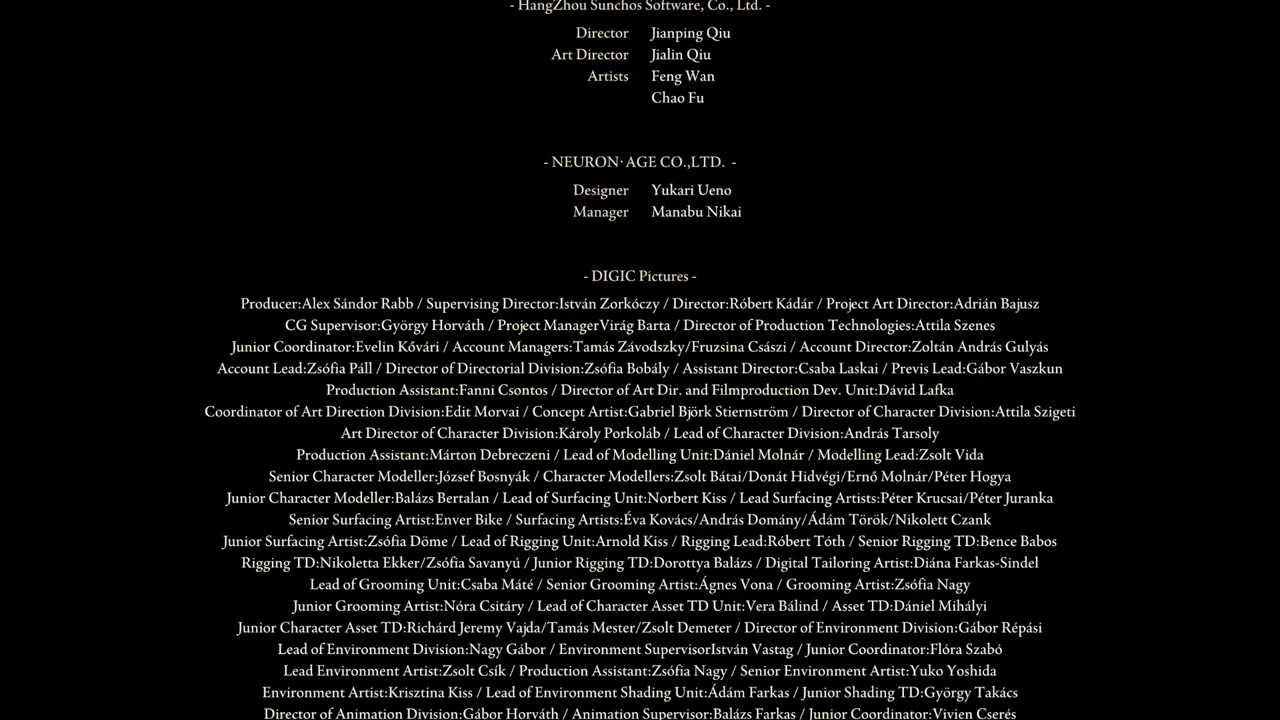 - HangZhou Sunchos Software, Co., Ltd. -
Director Jianping Qiu
Art Director Jialin Qiu
Artists Feng Wan
Chao Fu
- NEURON·AGE CO.,LTD. -
Designer Yukari Ueno
Manager Manabu Nikai
- DIGIC Pictures -
Producer:Alex Sándor Rabb / Supervising Director:István Zorkóczy / Director:Róbert Kádár / Project Art Director:Adrián Bajusz
CG Supervisor:György Horváth / Project ManagerVirág Barta / Director of Production Technologies:Attila Szenes
Junior Coordinator:Evelin Kővári / Account Managers:Tamás Závodszky/Fruzsina Császi / Account Director:Zoltán András Gulyás
Account Lead:Zsófia Páll / Director of Directorial Division:Zsófia Bobály / Assistant Director:Csaba Laskai / Previs Lead:Gábor Vaszkun
Production Assistant:Fanni Csontos / Director of Art Dir. and Filmproduction Dev. Unit:Dávid Lafka
Coordinator of Art Direction Division:Edit Morvai / Concept Artist:Gabriel Björk Stiernström / Director of Character Division:Attila Szigeti
Art Director of Character Division:Károly Porkoláb / Lead of Character Division:András Tarsoly
Production Assistant:Márton Debreczeni / Lead of Modelling Unit:Dániel Molnár / Modelling Lead:Zsolt Vida
Senior Character Modeller:József Bosnyák / Character Modellers:Zsolt Bátai/Donát Hidvégi/Ernő Molnár/Péter Hogya
Junior Character Modeller:Balázs Bertalan / Lead of Surfacing Unit:Norbert Kiss / Lead Surfacing Artists:Péter Krucsai/Péter Juranka
Senior Surfacing Artist:Enver Bike / Surfacing Artists:Éva Kovács/András Domány/Ádám Török/Nikolett Czank
Junior Surfacing Artist:Zsófia Döme / Lead of Rigging Unit:Arnold Kiss / Rigging Lead:Róbert Tóth / Senior Rigging TD:Bence Babos
Rigging TD:Nikoletta Ekker/Zsófia Savanyú / Junior Rigging TD:Dorottya Balázs / Digital Tailoring Artist:Diána Farkas-Sindel
Lead of Grooming Unit:Csaba Máté / Senior Grooming Artist:Ágnes Vona / Grooming Artist:Zsófia Nagy
Junior Grooming Artist:Nóra Csitáry / Lead of Character Asset TD Unit:Vera Bálind / Asset TD:Dániel Mihályi
Junior Character Asset TD:Richárd Jeremy Vajda/Tamás Mester/Zsolt Demeter / Director of Environment Division:Gábor Répási
Lead of Environment Division:Nagy Gábor / Environment SupervisorIstván Vastag / Junior Coordinator:Flóra Szabó
Lead Environment Artist:Zsolt Csík / Production Assistant:Zsófia Nagy / Senior Environment Artist:Yuko Yoshida
Environment Artist:Krisztina Kiss / Lead of Environment Shading Unit:Ádám Farkas / Junior Shading TD:György Takács
Director of Animation Division:Gábor Horváth / Animation Supervisor:Balázs Farkas / Junior Coordinator:Vivien Cserés